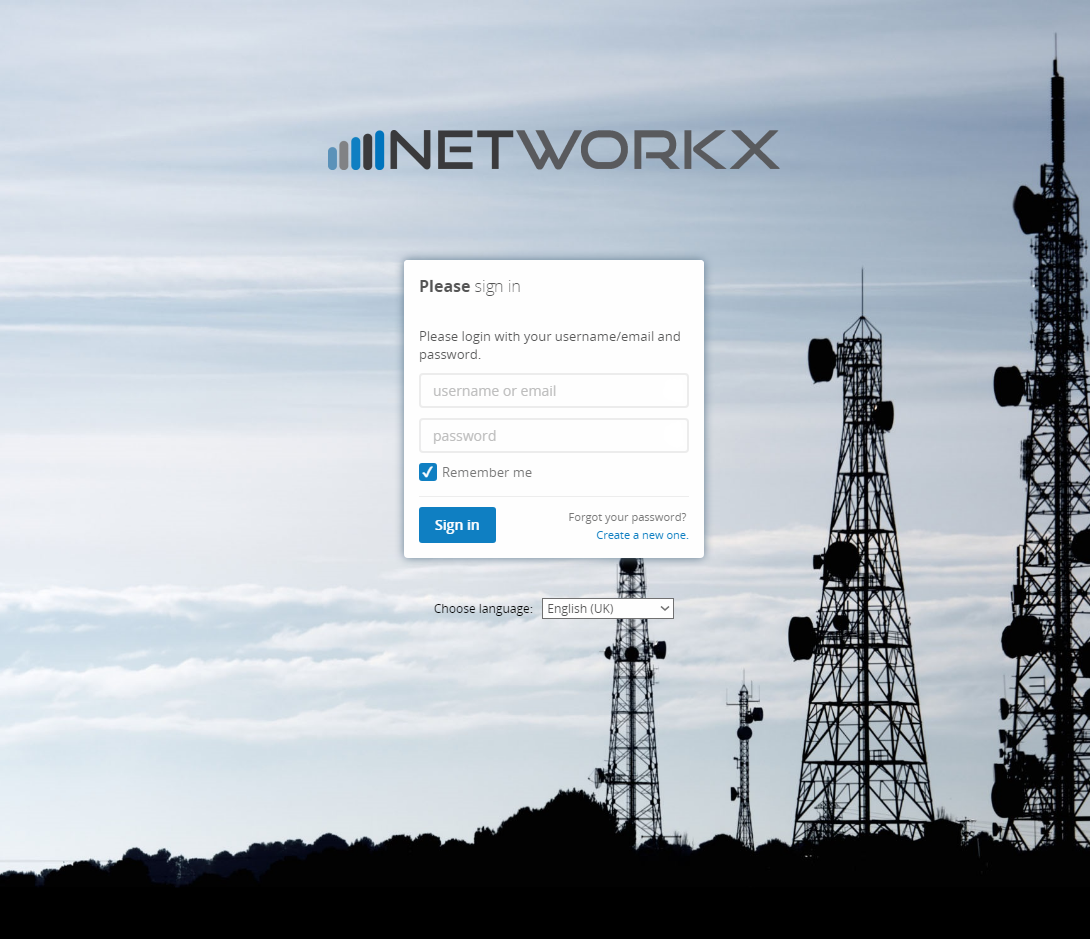 NETWORKX
Please sign in
Please login with your username/email and
password.
username or email
password
Remember me
Sign in
Forgot your password?
Create a new one.
Choose language: English (UK)